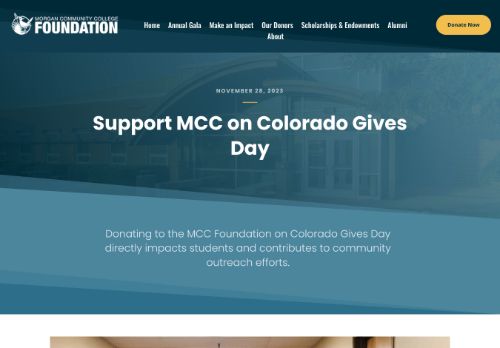 MORGAN COMMUNITY COLLEGE
FOUNDATION
Home Annual Gala Make an Impact Our Donors Scholarships & Endowments Alumni
About
Donate Now
NOVEMBER 28, 2023
Support MCC on Colorado Gives
Day
Donating to the MCC Foundation on Colorado Gives Day
directly impacts students and contributes to community
outreach efforts.